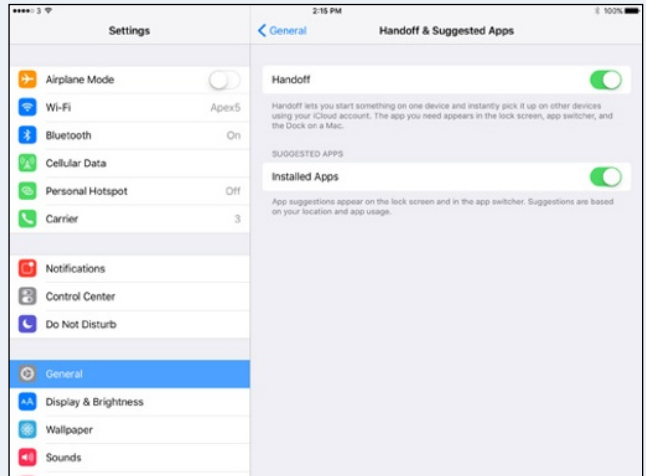 3 2:15 PM 100%
Settings
General Handoff & Suggested Apps
Airplane Mode
Wi-Fi Apex5
Bluetooth On
Cellular Data
Personal Hotspot Off
Carrier 3
Notifications
Control Center
Do Not Disturb
General
AA Display & Brightness
Wallpaper
Sounds
Handoff
Handoff lets you start something on one device and instantly pick it up on other devices
using your iCloud account. The app you need appears in the lock screen, app switcher, and
the Dock on a Mac.
SUGGESTED APPS
Installed Apps
App suggestions appear on the lock screen and in the app switcher. Suggestions are based
on your location and app usage.